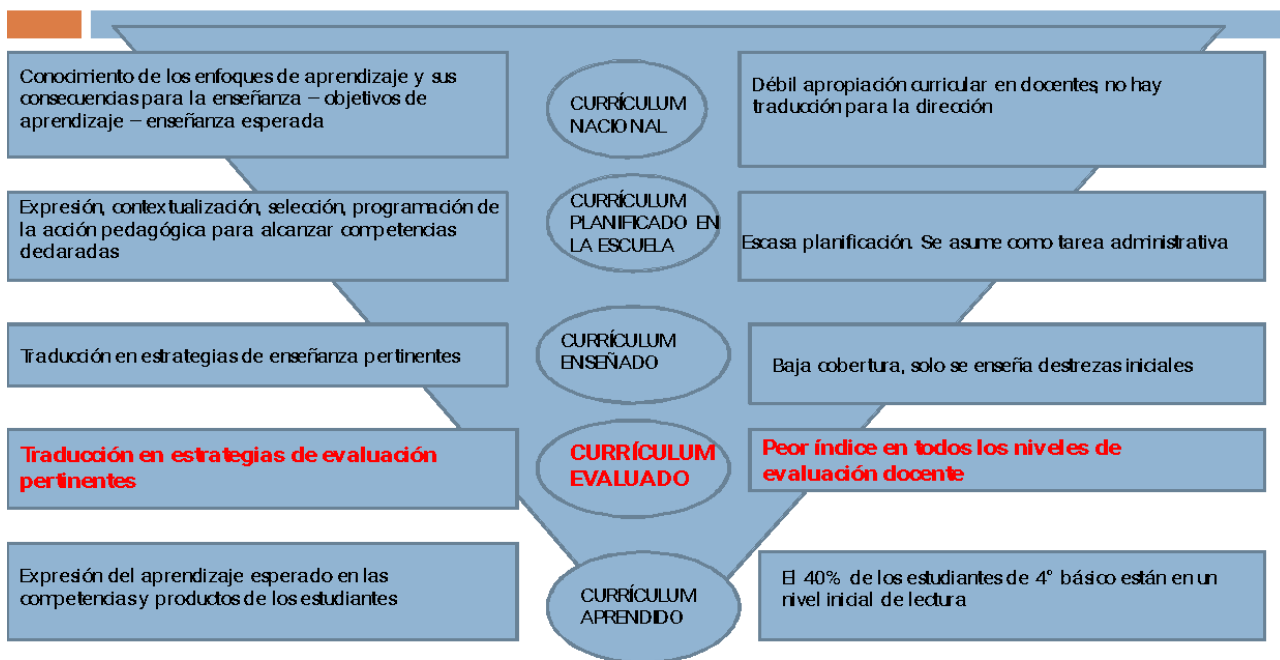 Conocimiento de los enfoques de aprendizaje y sus
consecuencias para la enseñanza – objetivos de
aprendizaje – enseñanza esperada
CURRÍCULUM
NACIONAL
Débil apropiación curricular en docentes, no hay
traducción para la dirección
Expresión, contextualización, selección, programación de
la acción pedagógica para alcanzar competencias
declaradas
CURRÍCULUM
PLANIFICADO EN
LA ESCUELA
Escasa planificación. Se asume como tarea administrativa
Traducción en estrategias de enseñanza pertinentes
CURRÍCULUM
ENSEÑADO
Baja cobertura, solo se enseña destrezas iniciales
Traducción en estrategias de evaluación
pertinentes
CURRÍCULUM
EVALUADO
Peor índice en todos los niveles de
evaluación docente
Expresión del aprendizaje esperado en las
competencias y productos de los estudiantes
CURRÍCULUM
APRENDIDO
El 40% de los estudiantes de 4° básico están en un
nivel inicial de lectura